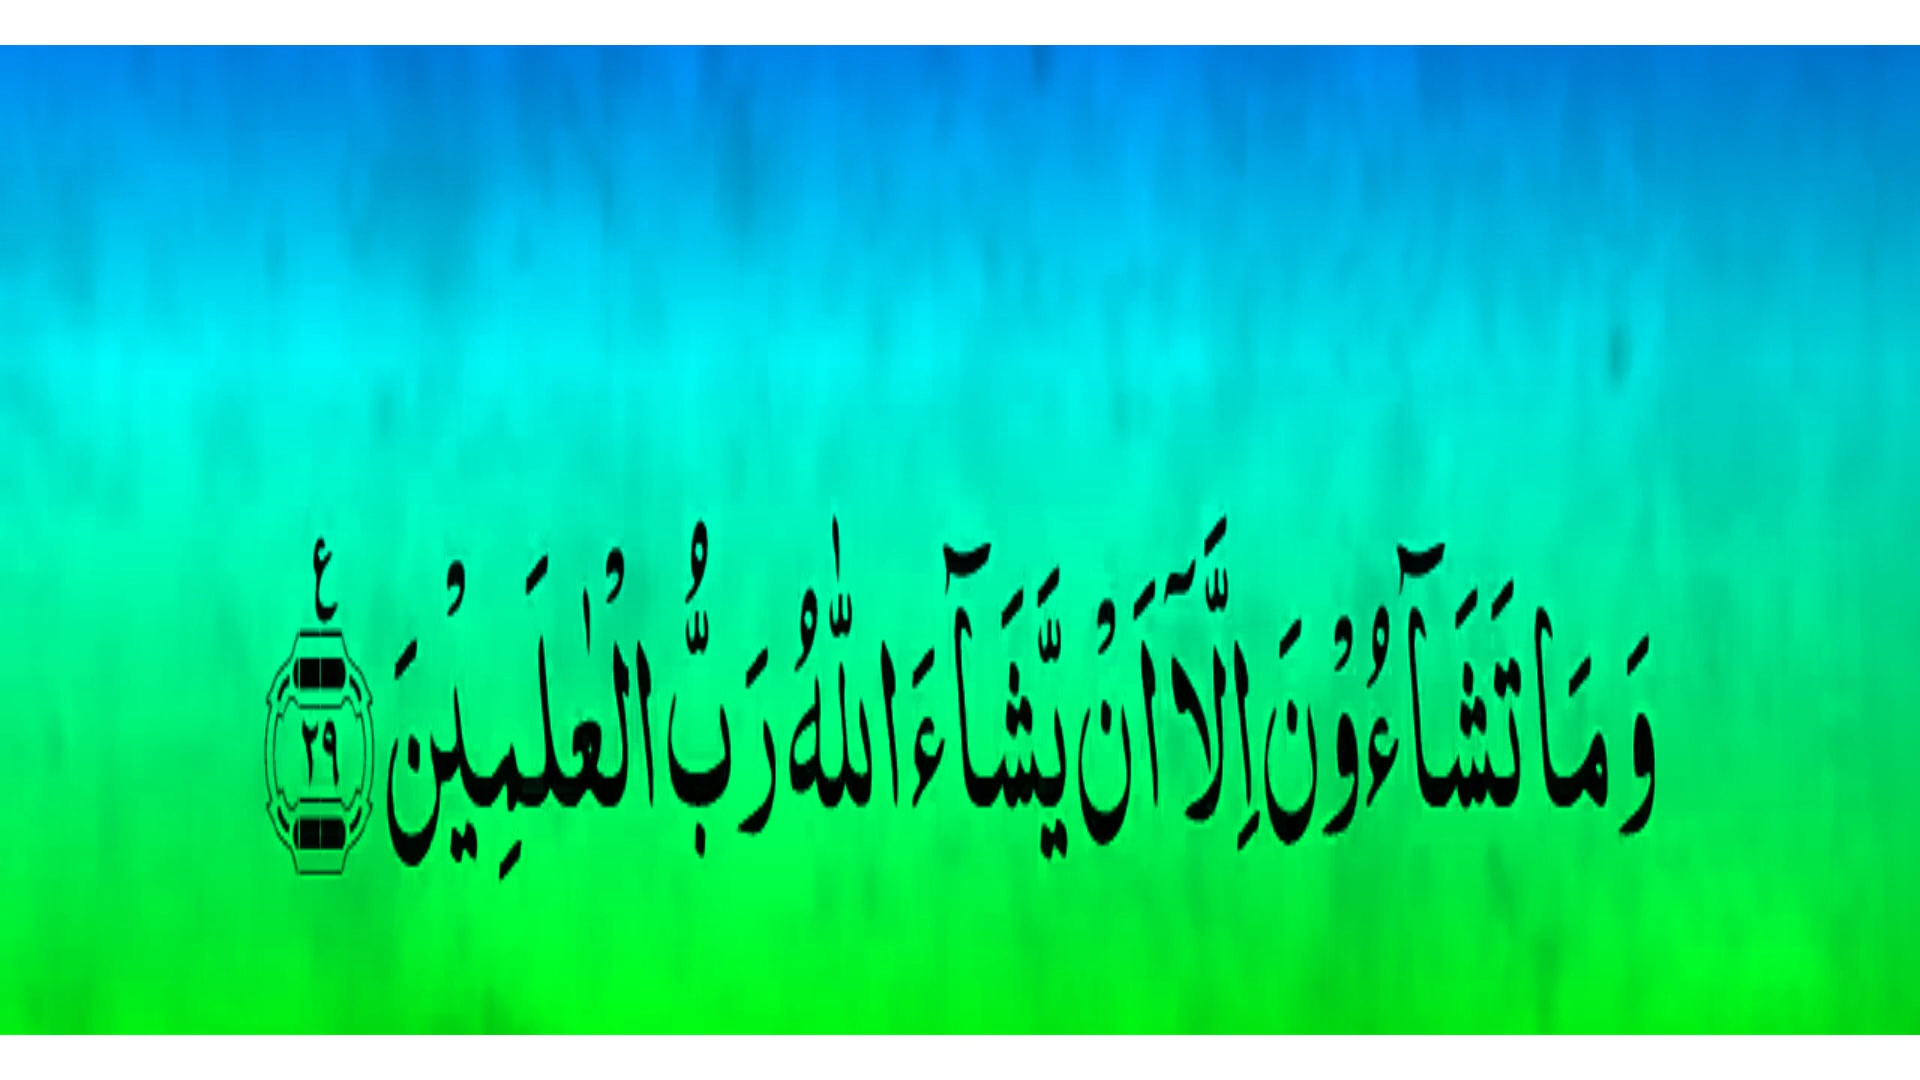 وَ مَا تَشَآءُوْنَ اِلَّاۤ اَنْ يَّشَآءَ اللّٰهُ رَبُّ الْعٰلَمِيْنَ ٢٩ ع